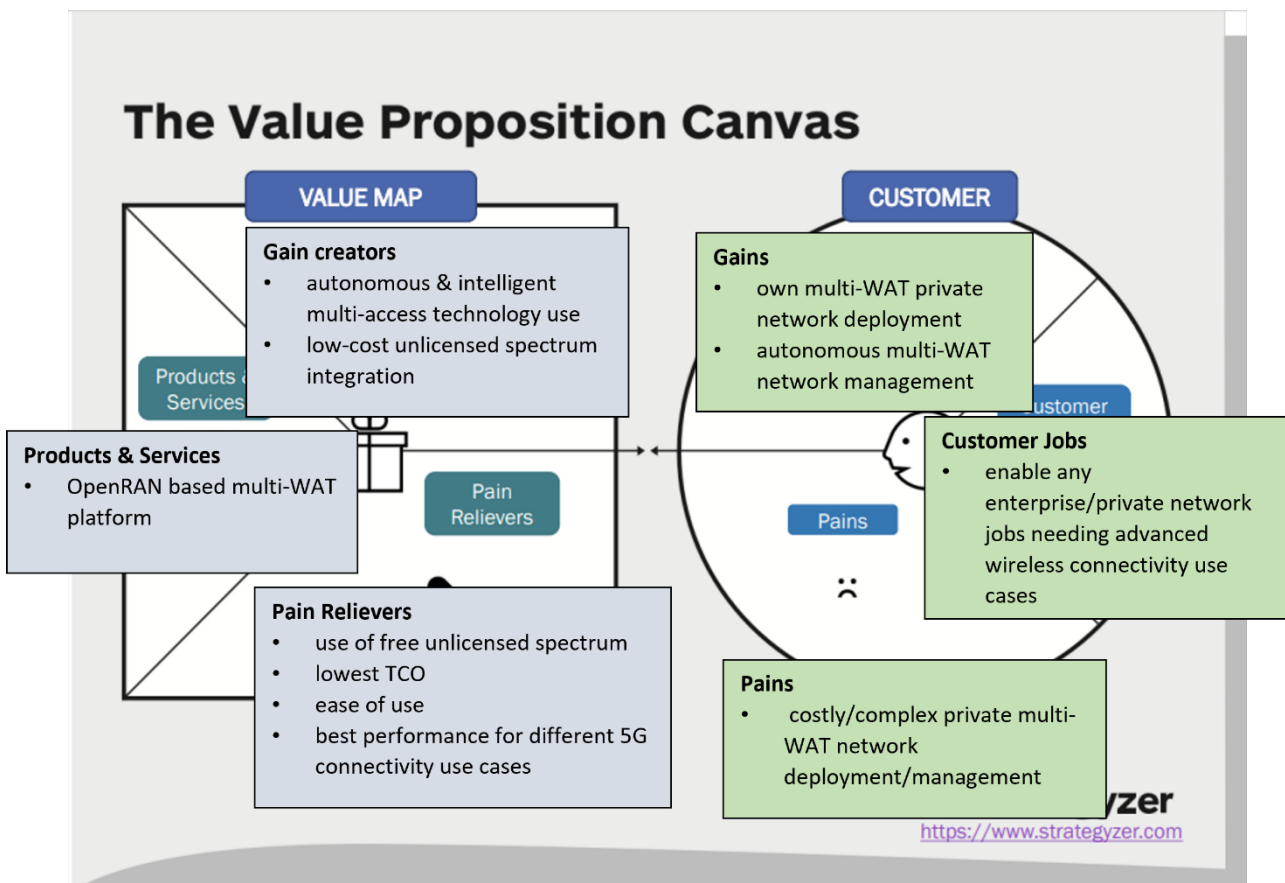 The Value Proposition Canvas
VALUE MAP
Gain creators
• autonomous & intelligent
multi-access technology use
• low-cost unlicensed spectrum
integration
Products &
Services
Products & Services
• OpenRAN based multi-WAT
platform
Pain
Relievers
Pain Relievers
• use of free unlicensed spectrum
• lowest TCO
• ease of use
• best performance for different 5G
connectivity use cases
CUSTOMER
Gains
• own multi-WAT private
network deployment
• autonomous multi-WAT
network management
Customer
Customer Jobs
• enable any
enterprise/private network
jobs needing advanced
wireless connectivity use
cases
Pains
Pains
• costly/complex private multi-
WAT network
deployment/management
yzer
https://www.strategyzer.com